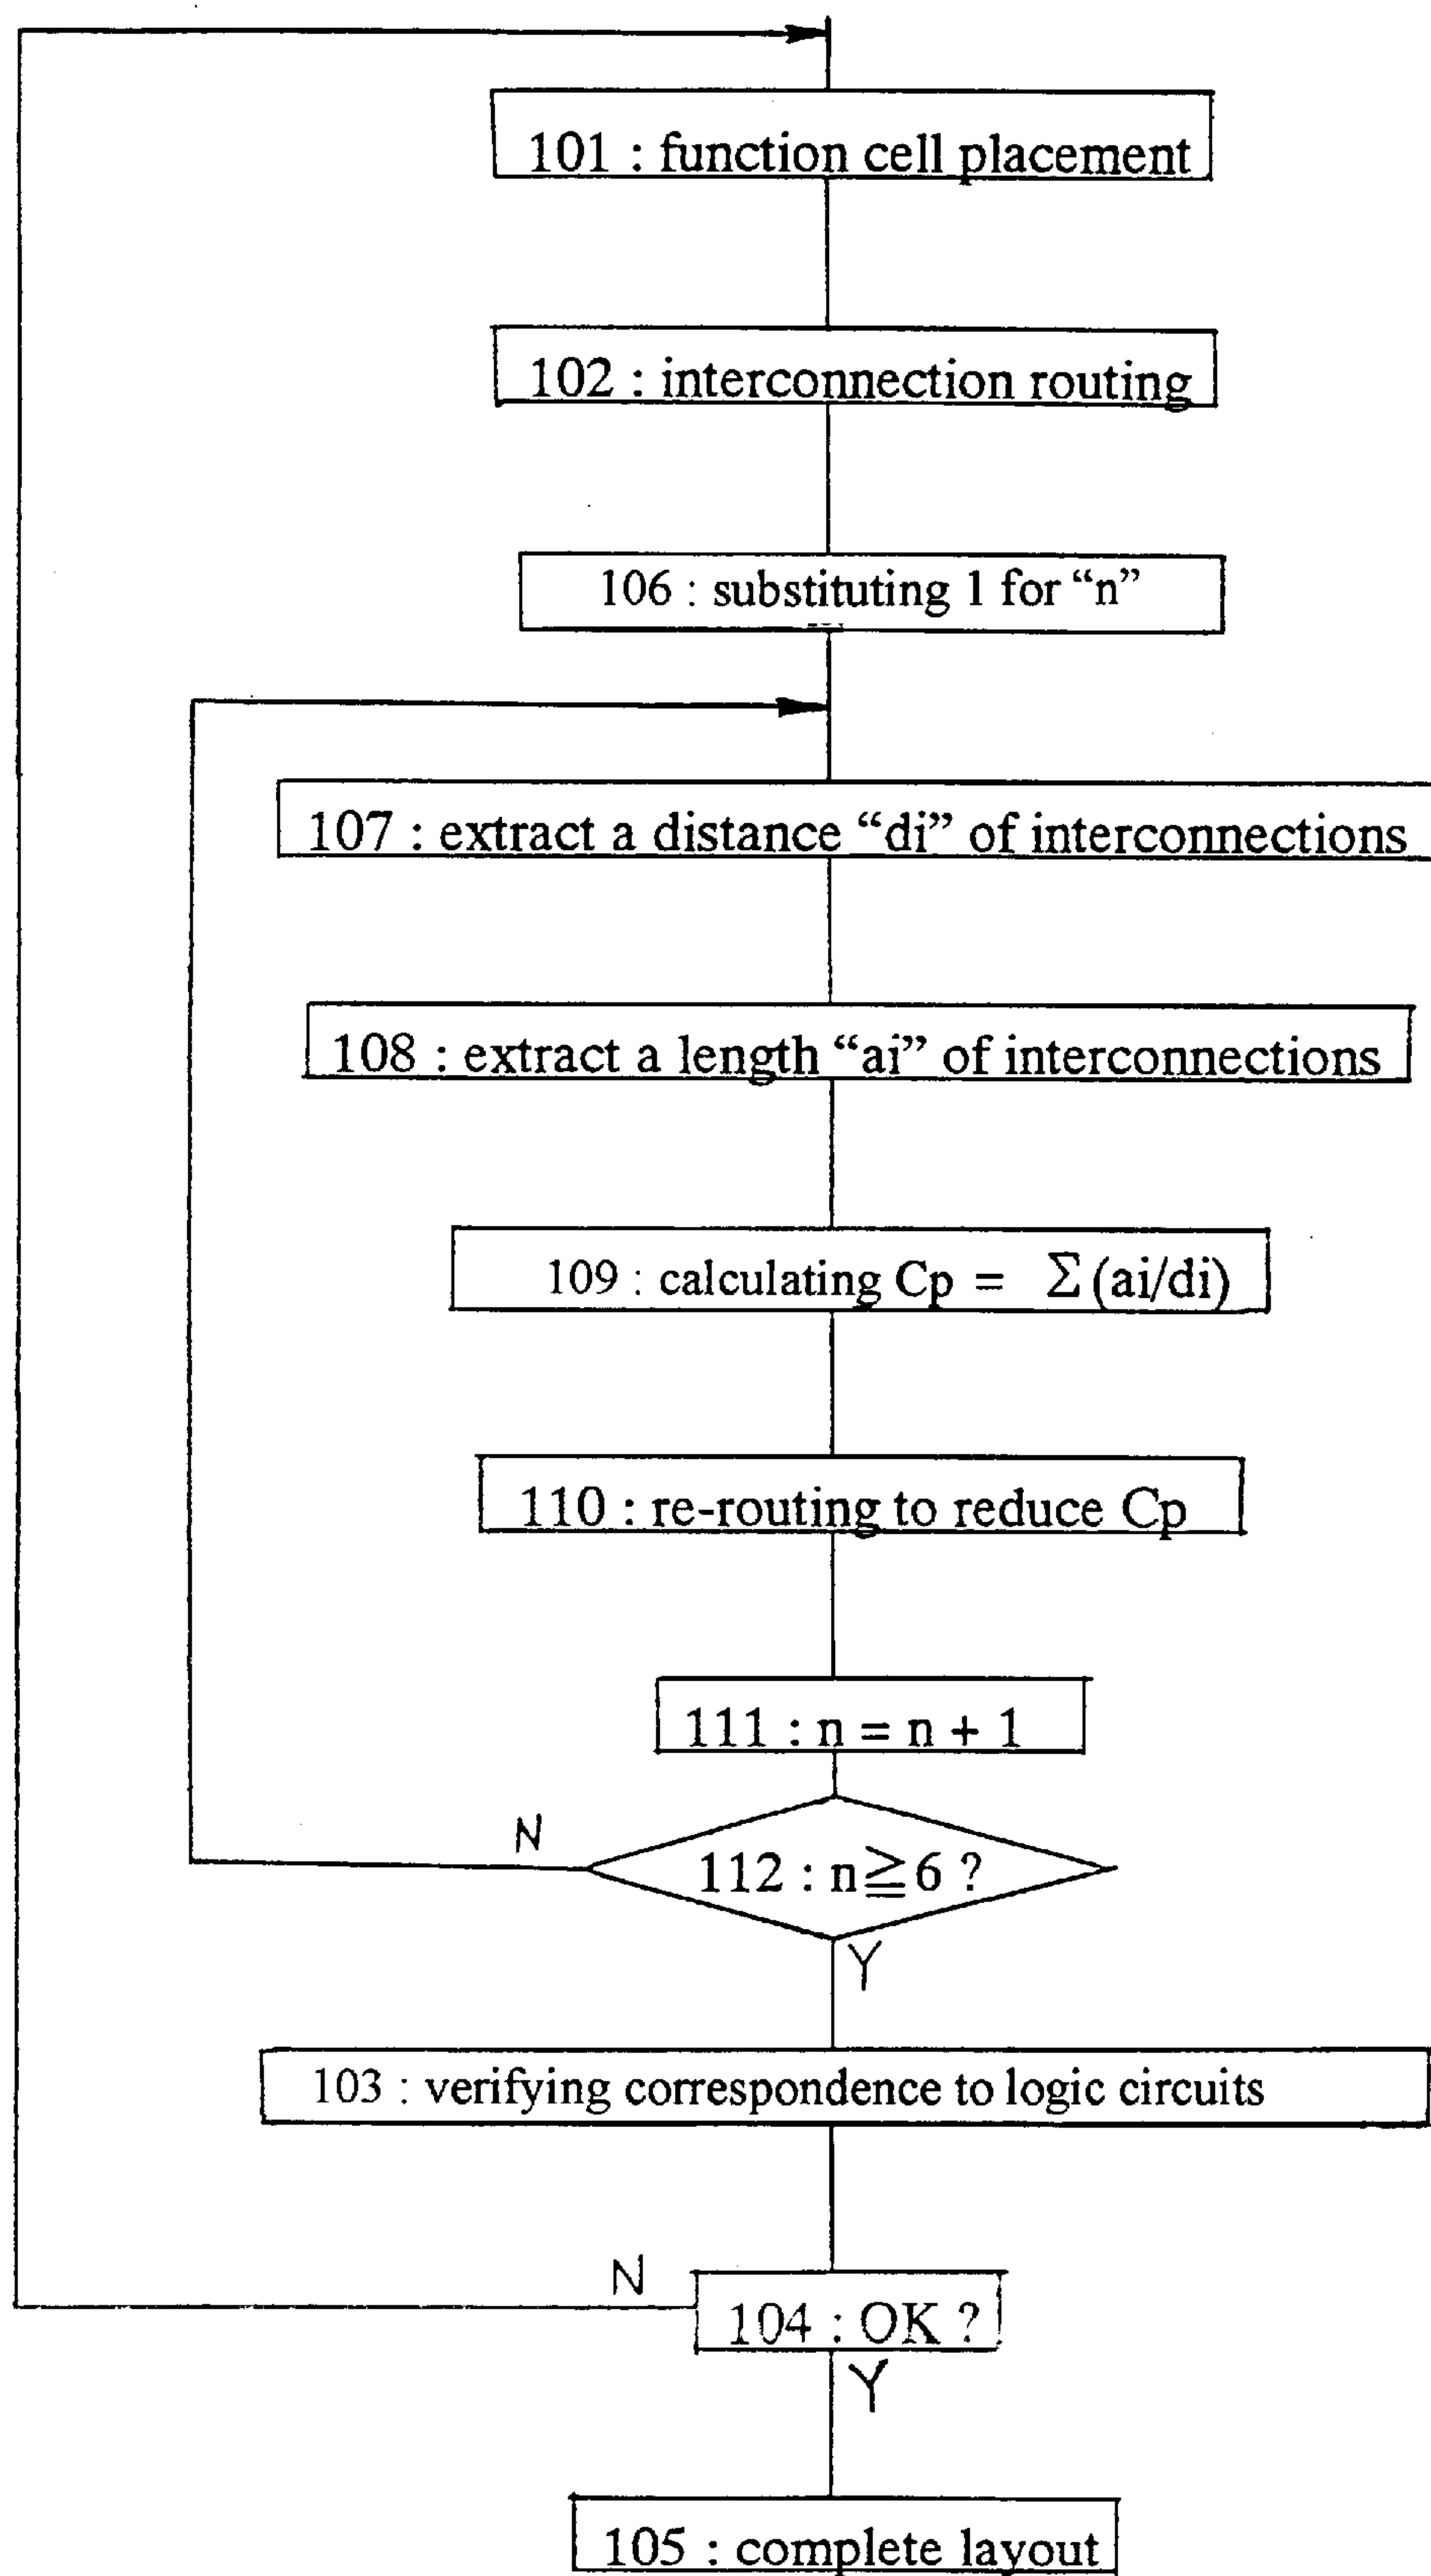 101 : function cell placement
102 : interconnection routing
106 : substituting 1 for “n”
107 : extract a distance “di” of interconnections
108 : extract a length “ai” of interconnections
109 : calculating Cp = Σ(ai/di)
110 : re-routing to reduce Cp
111 : n = n + 1
N
112 : n≧6 ?
Y
103 : verifying correspondence to logic circuits
N
104 : OK ?
Y
105 : complete layout